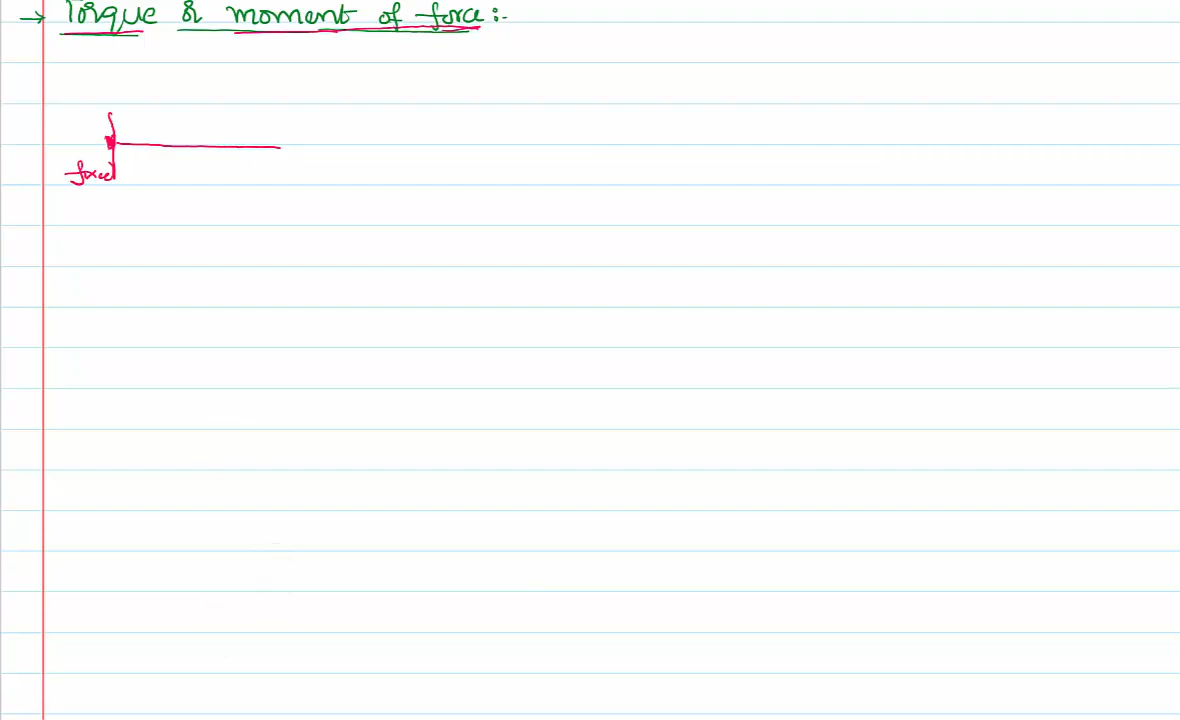 → Torque & moment of force :-
fixed